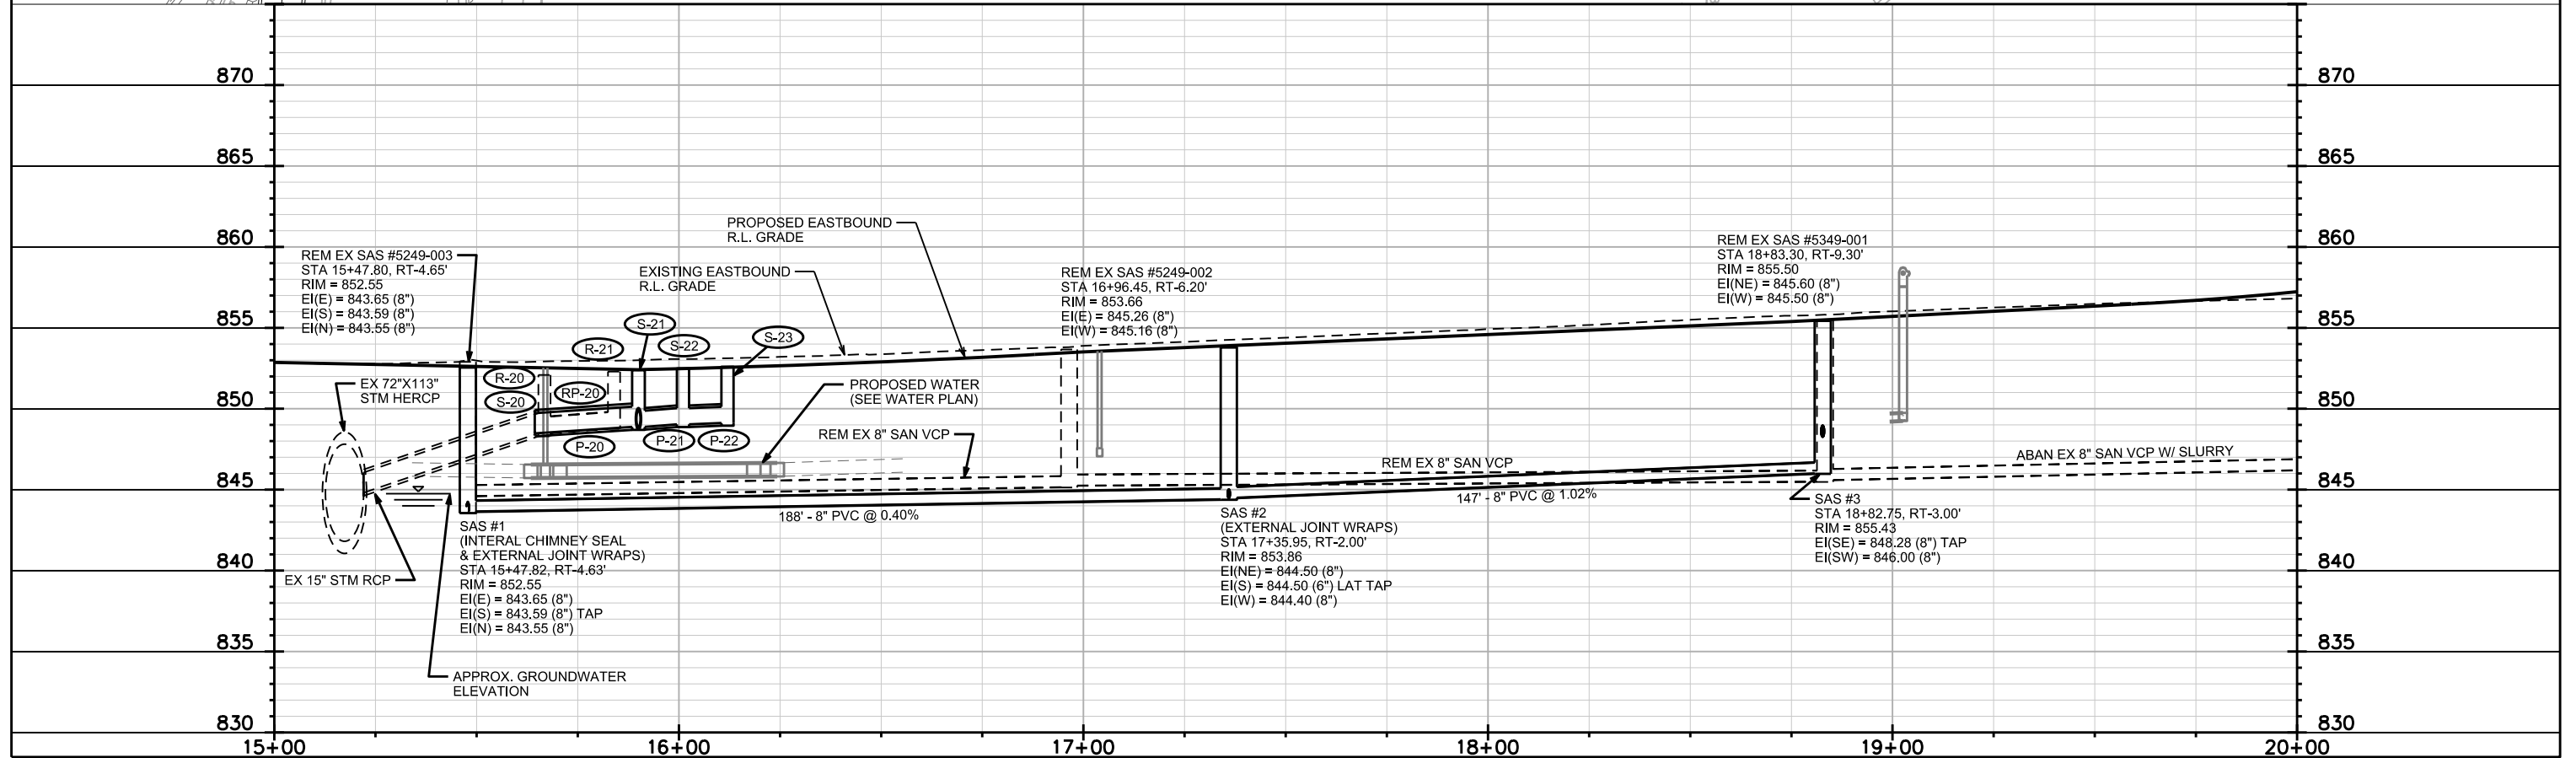 870
865
860
855
850
845
840
835
830
870
865
860
855
850
845
840
835
830
15+00
16+00
17+00
18+00
19+00
20+00
REM EX SAS #5249-003
STA 15+47.80, RT-4.65'
RIM = 852.55
EI(E) = 843.65 (8")
EI(S) = 843.59 (8")
EI(N) = 843.55 (8")
EX 72"X113"
STM HERCP
EX 15" STM RCP
PROPOSED EASTBOUND
R.L. GRADE
EXISTING EASTBOUND
R.L. GRADE
S-21
R-21
S-22
S-23
R-20
S-20
RP-20
P-20
P-21
P-22
PROPOSED WATER
(SEE WATER PLAN)
REM EX 8" SAN VCP
REM EX SAS #5249-002
STA 16+96.45, RT-6.20'
RIM = 853.66
EI(E) = 845.26 (8")
EI(W) = 845.16 (8")
REM EX SAS #5349-001
STA 18+83.30, RT-9.30'
RIM = 855.50
EI(NE) = 845.60 (8")
EI(W) = 845.50 (8")
REM EX 8" SAN VCP
ABAN EX 8" SAN VCP W/ SLURRY
188' - 8" PVC @ 0.40%
147' - 8" PVC @ 1.02%
SAS #1
(INTERAL CHIMNEY SEAL
& EXTERNAL JOINT WRAPS)
STA 15+47.82, RT-4.63'
RIM = 852.55
EI(E) = 843.65 (8")
EI(S) = 843.59 (8") TAP
EI(N) = 843.55 (8")
APPROX. GROUNDWATER
ELEVATION
SAS #2
(EXTERNAL JOINT WRAPS)
STA 17+35.95, RT-2.00'
RIM = 853.86
EI(NE) = 844.50 (8")
EI(S) = 844.50 (6") LAT TAP
EI(W) = 844.40 (8")
SAS #3
STA 18+82.75, RT-3.00'
RIM = 855.43
EI(SE) = 848.28 (8") TAP
EI(SW) = 846.00 (8")